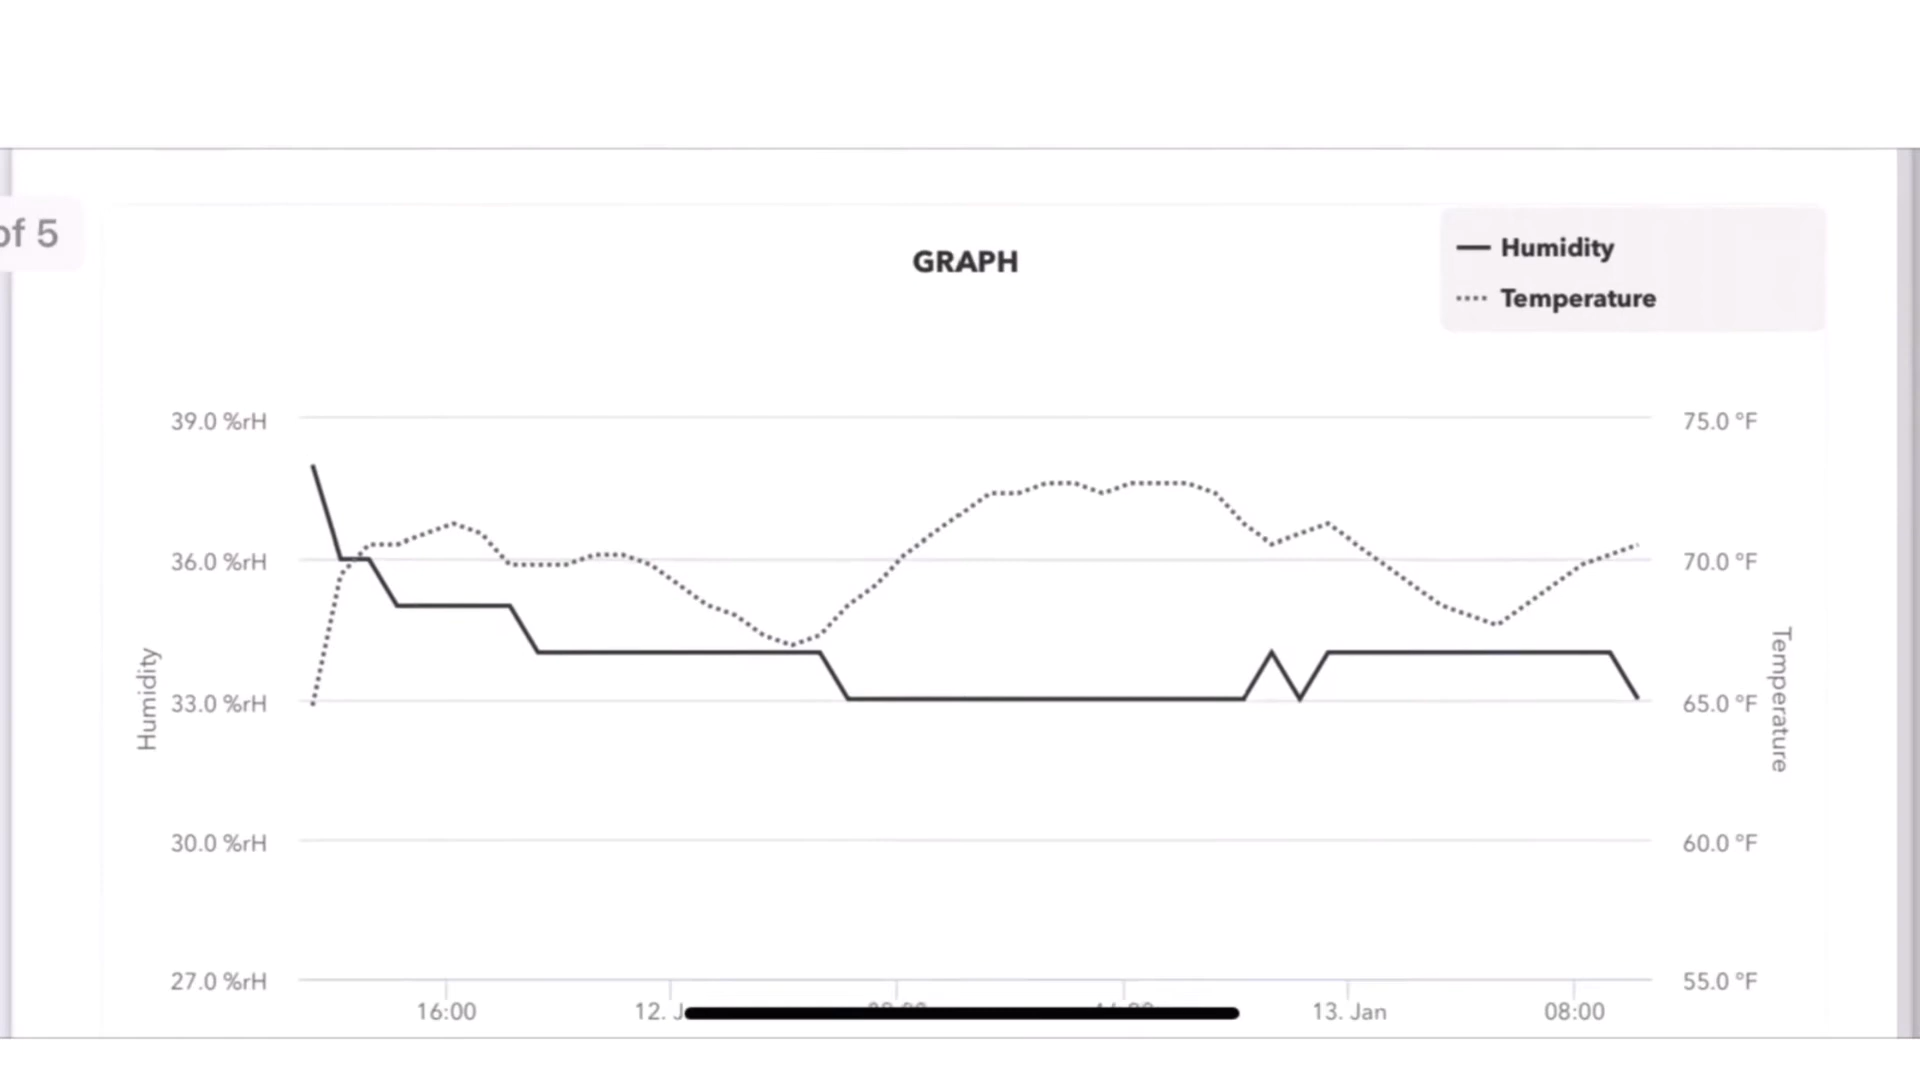 of 5
GRAPH
Humidity
Temperature
39.0 %rH
75.0 °F
36.0 %rH
70.0 °F
33.0 %rH
65.0 °F
30.0 %rH
60.0 °F
27.0 %rH
55.0 °F
Humidity
Temperature
16:00
12. J
13. Jan
08:00